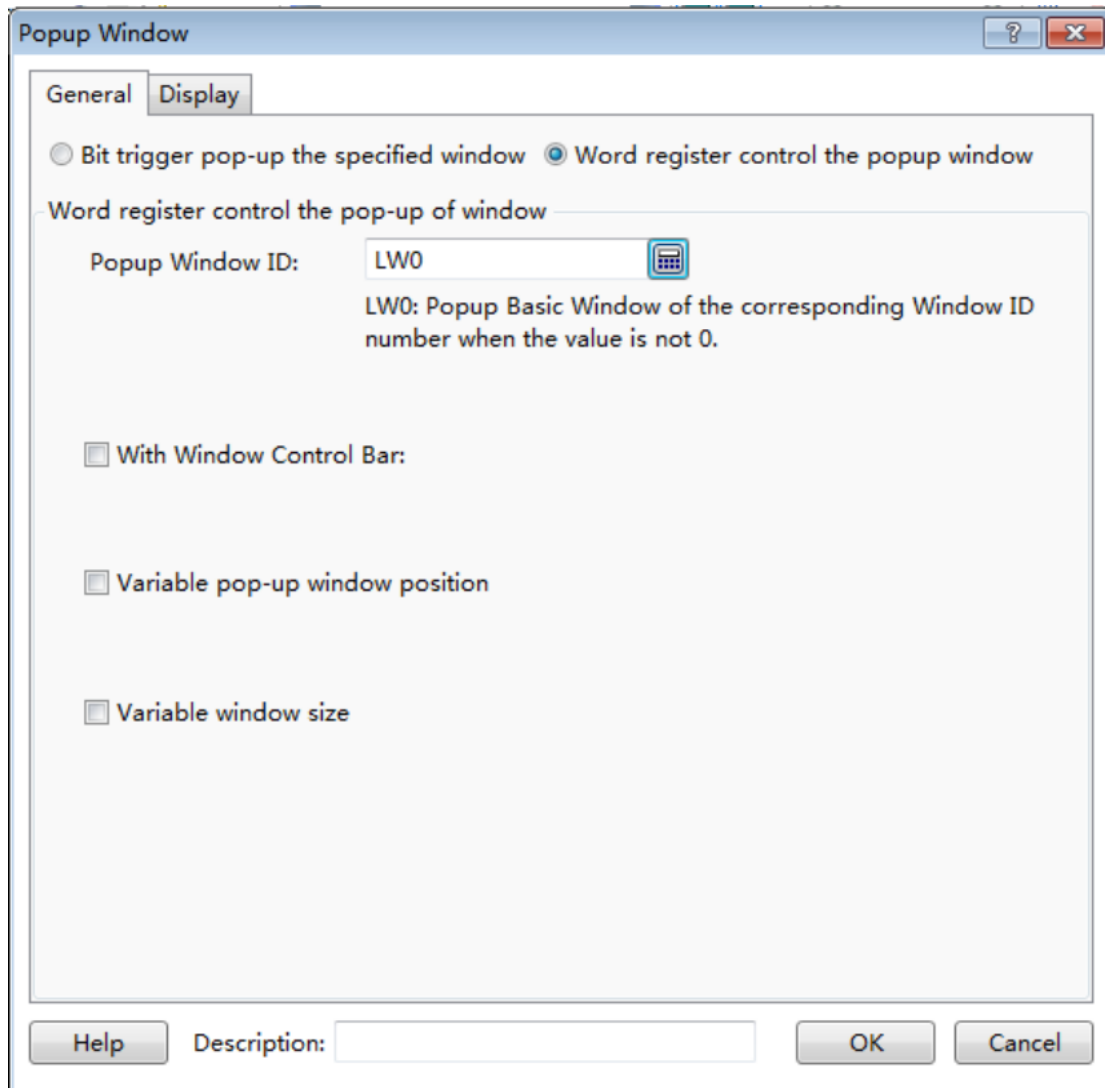 Popup Window
General Display
Bit trigger pop-up the specified window Word register control the popup window
Word register control the pop-up of window
Popup Window ID: LW0
LW0: Popup Basic Window of the corresponding Window ID
number when the value is not 0.
With Window Control Bar:
Variable pop-up window position
Variable window size
Help Description: OK Cancel